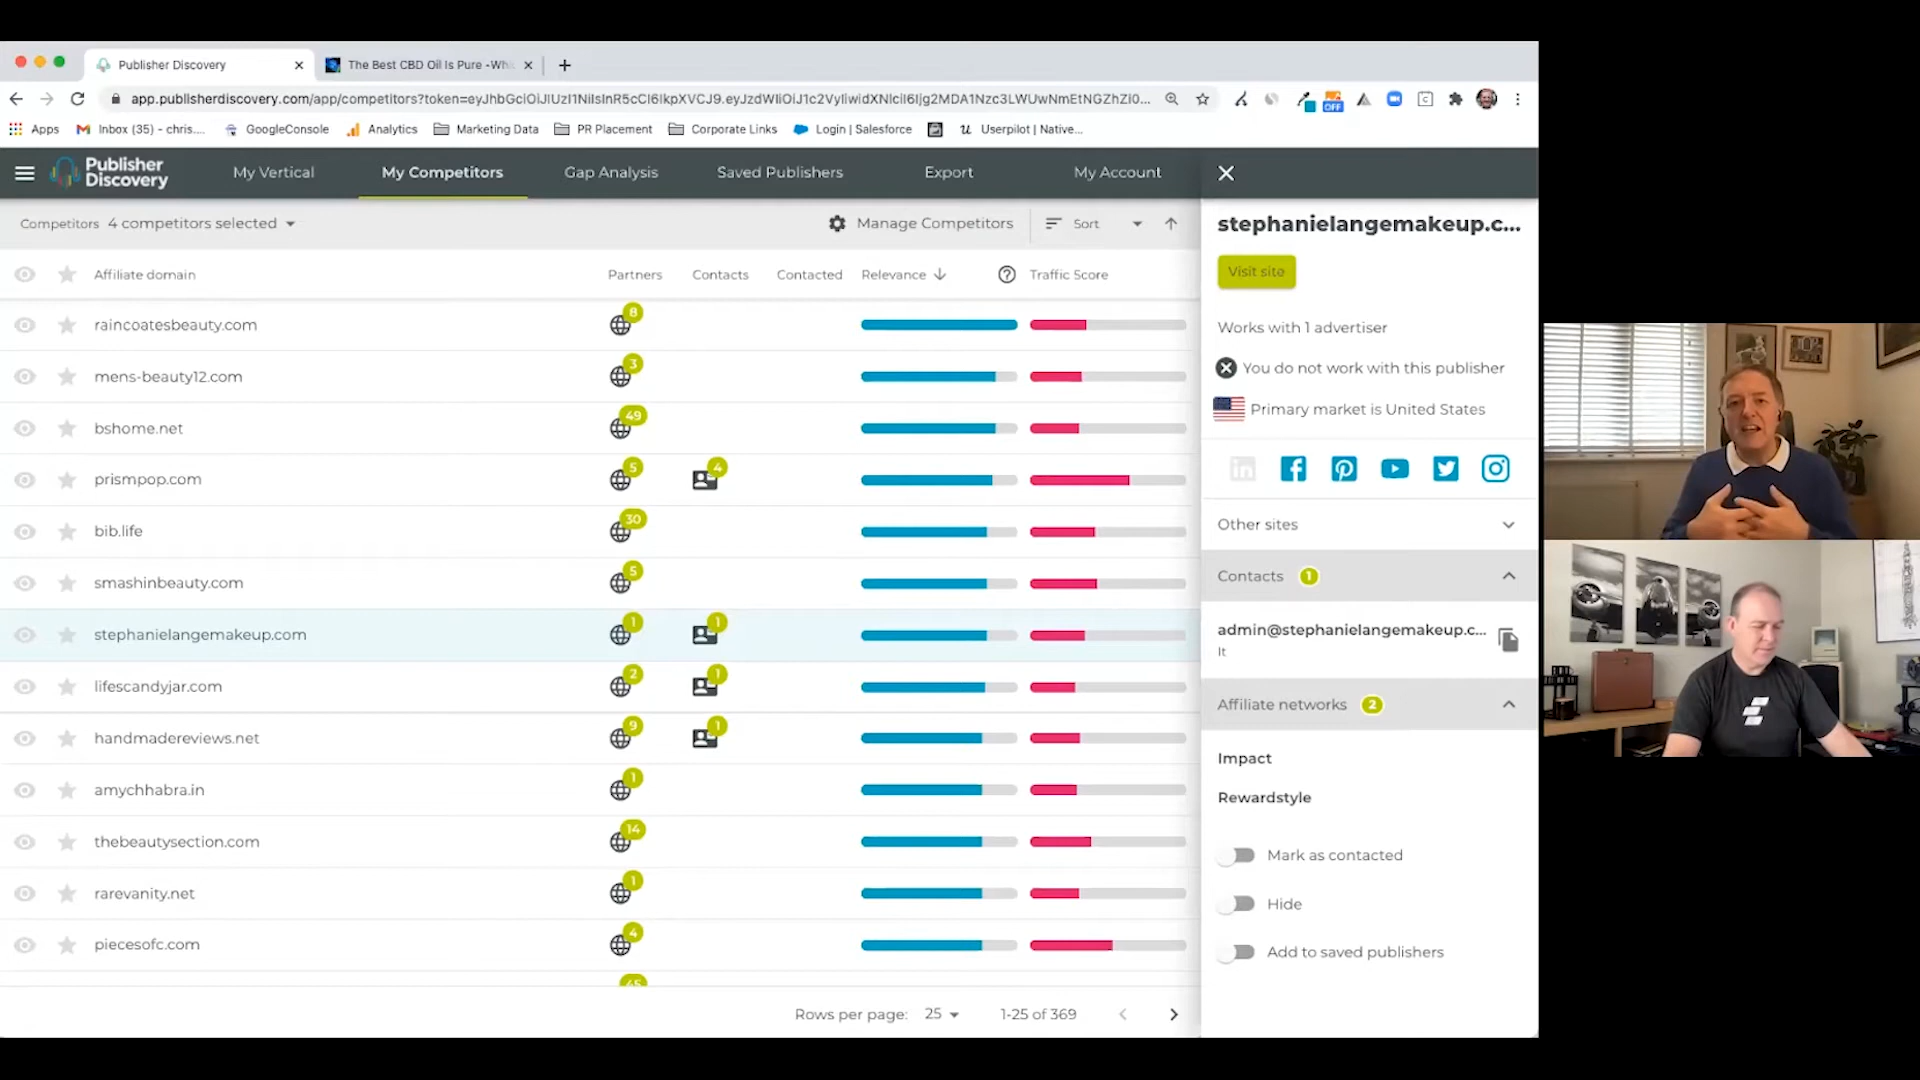 Publisher Discovery
The Best CBD Oil Is Pure -Whi
app.publisherdiscovery.com/app/competitors?token=eyJhbGciOiJIUzI1NiIsInR5cCI6IkpXVCJ9.eyJzdWIiOiJ1c2VyIiwidXNlciI6Ijg2MDA1Nzc3LWUwNmEtNGZhZi0...
OFF
Apps
Inbox (35) - chris....
GoogleConsole
Analytics
Marketing Data
PR Placement
Corporate Links
Login | Salesforce
Userpilot | Native...
Publisher Discovery
My Vertical
My Competitors
Gap Analysis
Saved Publishers
Export
My Account
Competitors 4 competitors selected
Manage Competitors
Sort
Affiliate domain Partners Contacts Contacted Relevance Traffic Score
raincoatesbeauty.com 8
mens-beauty12.com 3
bshome.net 49
prismpop.com 5 4
bib.life 30
smashinbeauty.com 5
stephanielangemakeup.com 1 1
lifescandyjar.com 2 1
handmadereviews.net 9 1
amychhabra.in 1
thebeautysection.com 14
rarevanity.net 1
piecesofc.com 4
45
Rows per page: 25 1-25 of 369
stephanielangemakeup.c...
Visit site
Works with 1 advertiser
You do not work with this publisher
Primary market is United States
Other sites
Contacts 1
admin@stephanielangemakeup.c...
It
Affiliate networks 2
Impact
Rewardstyle
Mark as contacted
Hide
Add to saved publishers